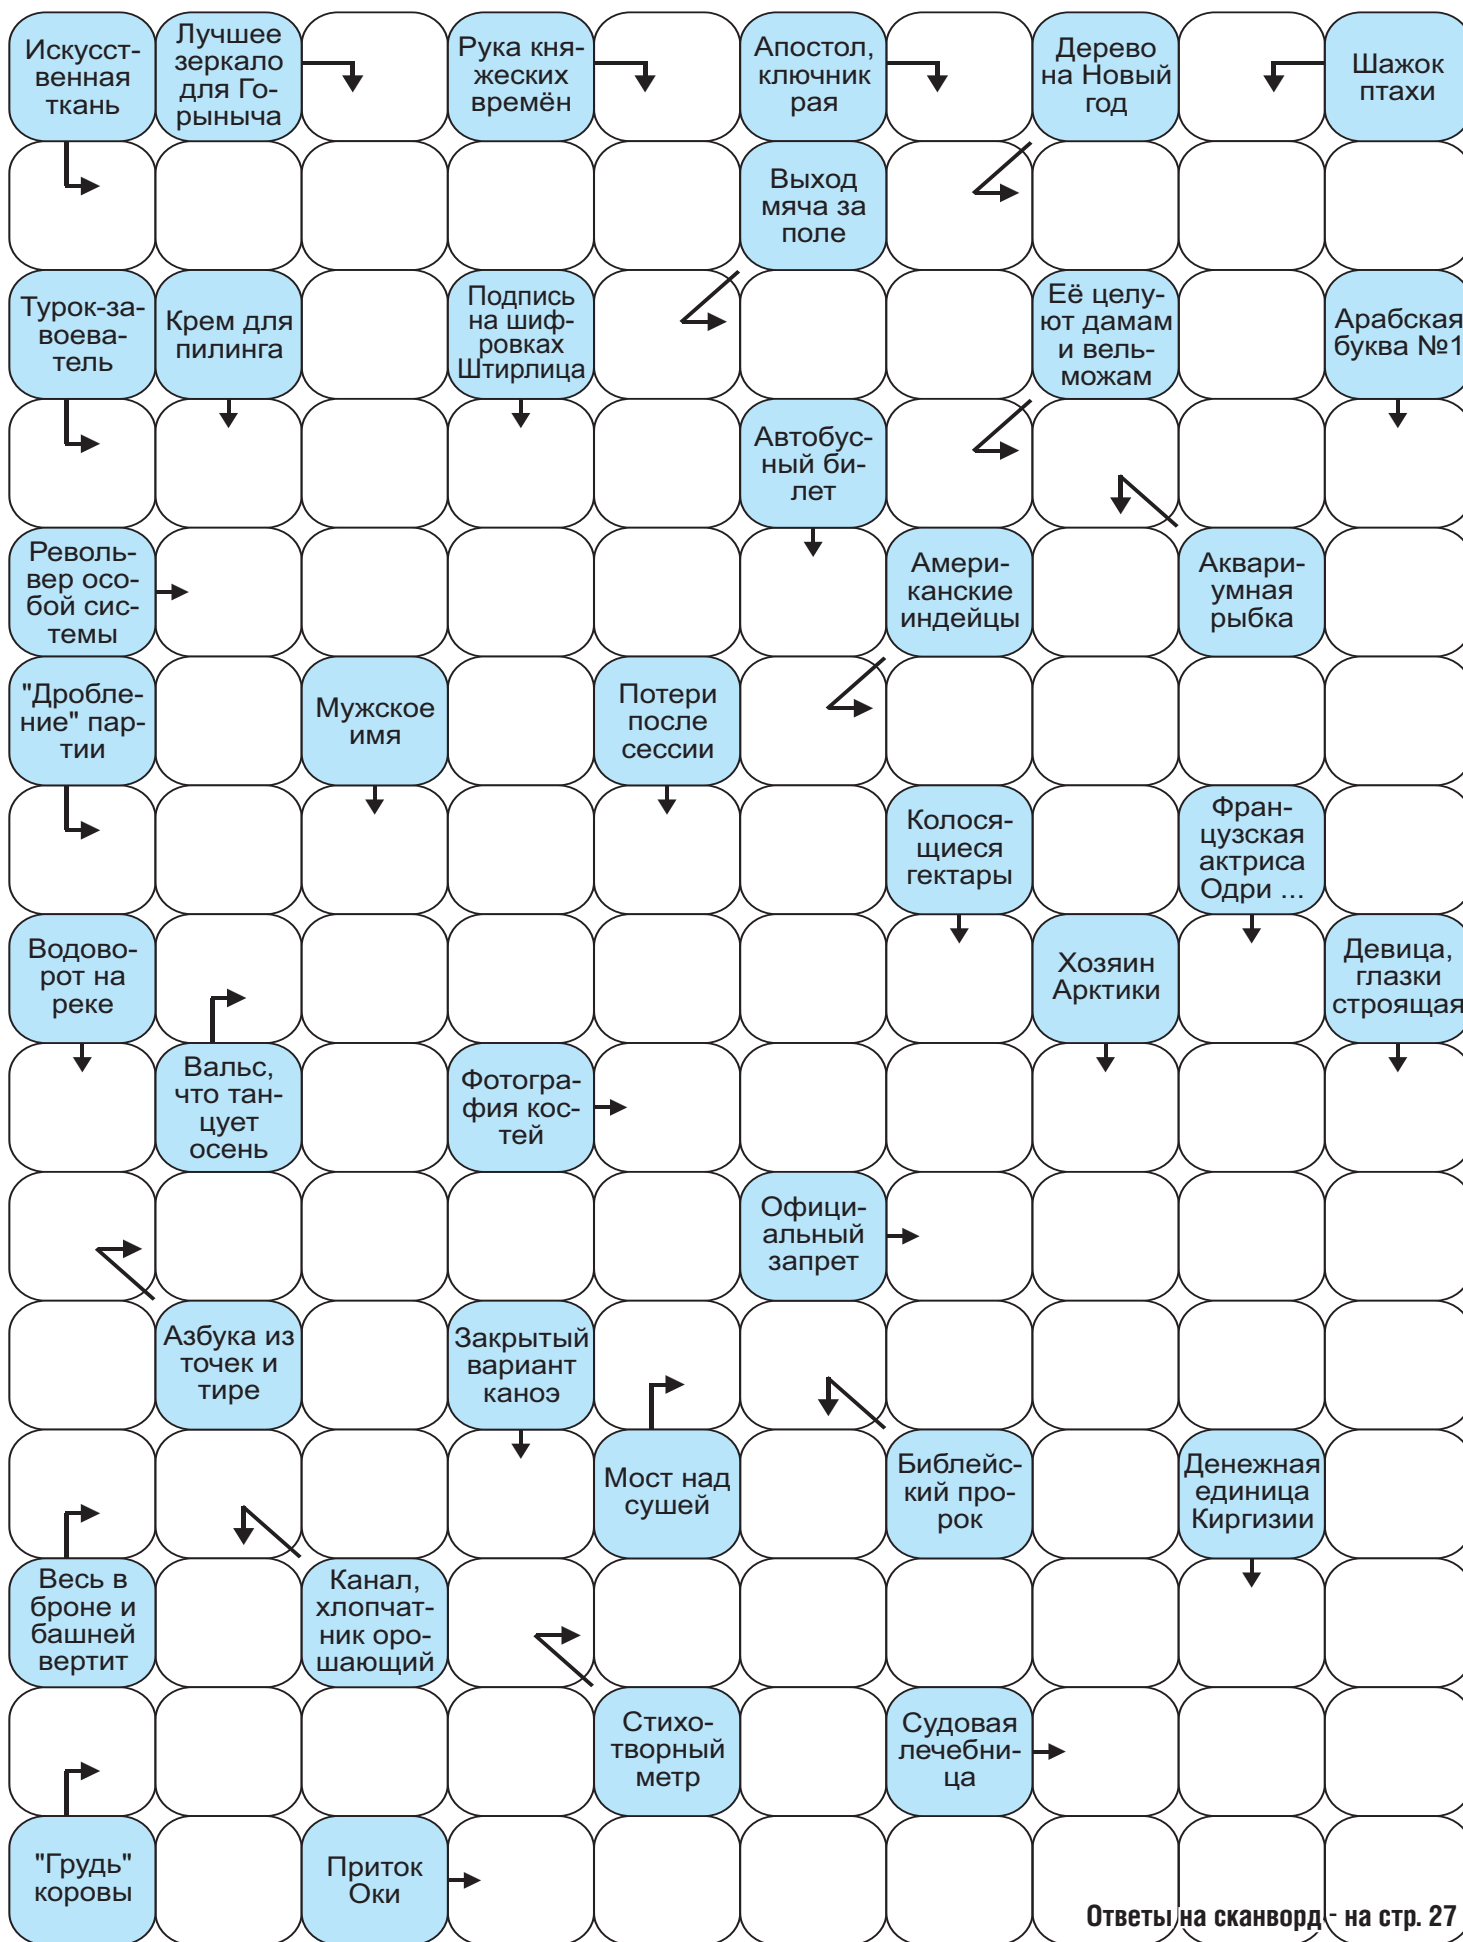 Искусст-
венная
ткань
Лучшее
зеркало
для Го-
рыныча
Рука кня-
жеских
времён
Апостол,
ключник
рая
Дерево
на Новый
год
Шажок
птахи
Выход
мяча за
поле
Турок-за-
воева-
тель
Крем для
пилинга
Подпись
на шиф-
ровках
Штирлица
Её целу-
ют дамам
и вель-
можам
Арабская
буква №1
Автобус-
ный би-
лет
Револь-
вер осо-
бой сис-
темы
Амери-
канские
индейцы
Аквари-
умная
рыбка
"Дробле-
ние" пар-
тии
Мужское
имя
Потери
после
сессии
Колося-
щиеся
гектары
Фран-
цузская
актриса
Одри ...
Водово-
рот на
реке
Хозяин
Арктики
Девица,
глазки
строящая
Вальс,
что тан-
цует
осень
Фотогра-
фия кос-
тей
Офици-
альный
запрет
Азбука из
точек и
тире
Закрытый
вариант
каноэ
Мост над
сушей
Библейс-
кий про-
рок
Денежная
единица
Киргизии
Весь в
броне и
башней
вертит
Канал,
хлопчат-
ник оро-
шающий
Стихо-
творный
метр
Судовая
лечебни-
ца
"Грудь"
коровы
Приток
Оки
Ответы на сканворд - на стр. 27